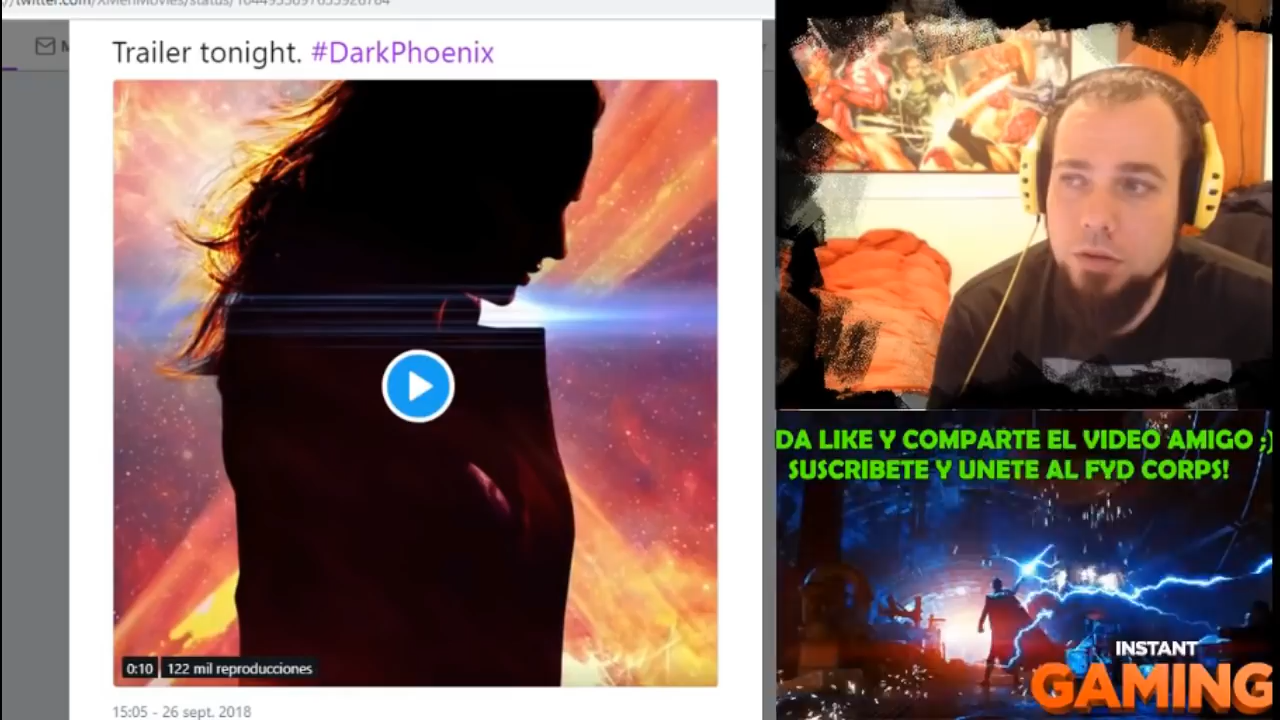 Trailer tonight. #DarkPhoenix
0:10 122 mil reproducciones
15:05 - 26 sept. 2018
DA LIKE Y COMPARTE EL VIDEO AMIGO ;)
SUSCRIBETE Y UNETE AL FYD CORPS!
INSTANT
GAMING